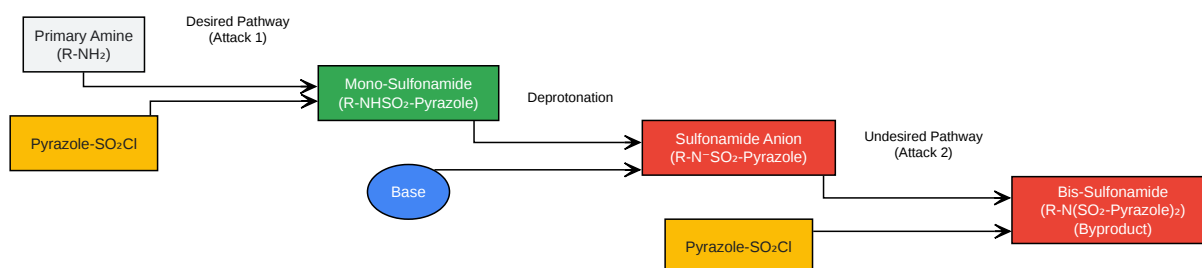 Primary Amine
(R-NH₂)
Desired Pathway
(Attack 1)
Pyrazole-SO₂Cl
Mono-Sulfonamide
(R-NHSO₂-Pyrazole)
Deprotonation
Base
Sulfonamide Anion
(R-N⁻SO₂-Pyrazole)
Undesired Pathway
(Attack 2)
Pyrazole-SO₂Cl
Bis-Sulfonamide
(R-N(SO₂-Pyrazole)₂)
(Byproduct)